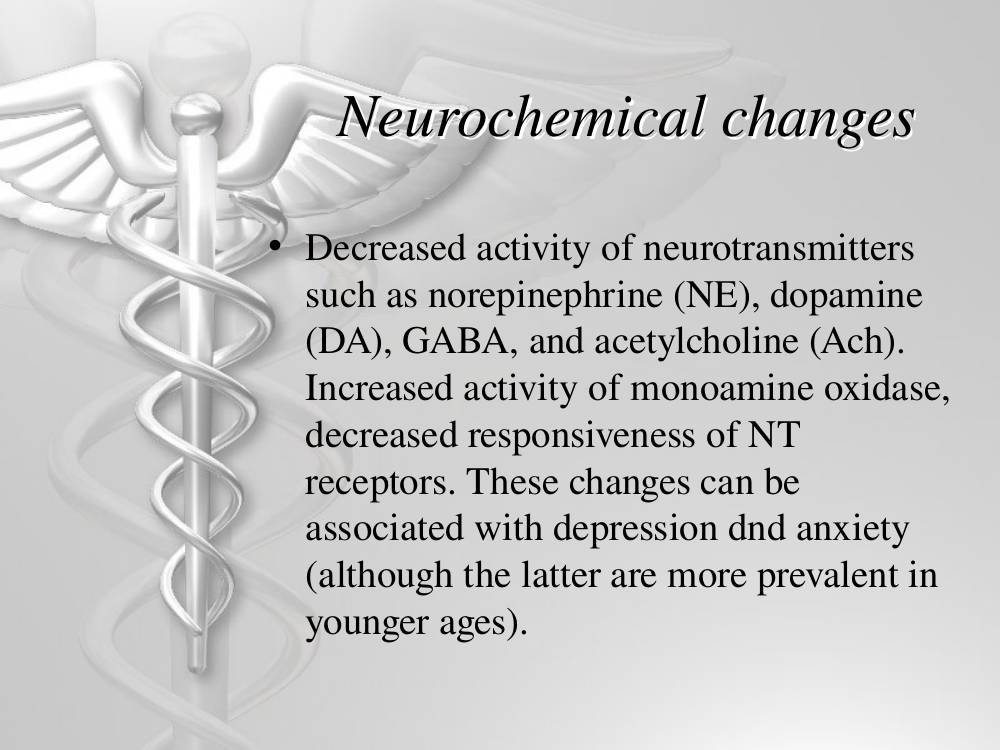 Neurochemical changes
• Decreased activity of neurotransmitters
such as norepinephrine (NE), dopamine
(DA), GABA, and acetylcholine (Ach).
Increased activity of monoamine oxidase,
decreased responsiveness of NT
receptors. These changes can be
associated with depression dnd anxiety
(although the latter are more prevalent in
younger ages).